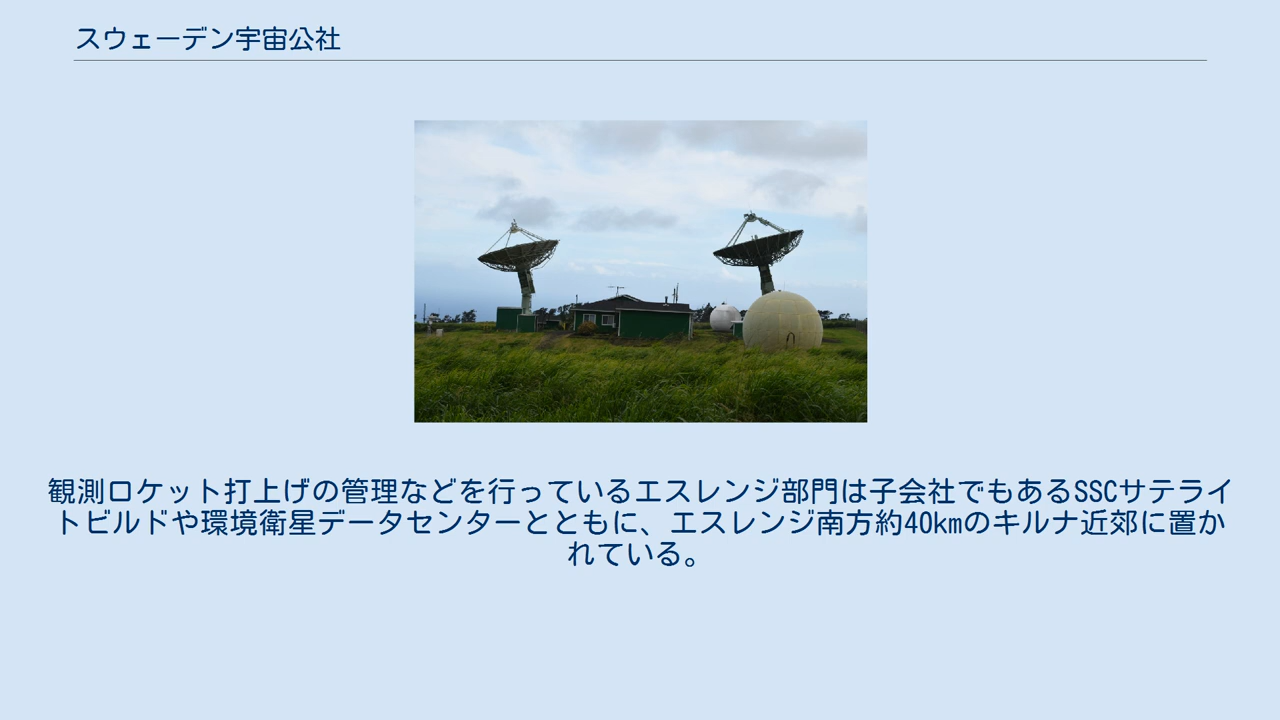 スウェーデン宇宙公社
観測ロケット打上げの管理などを行っているエスレンジ部門は子会社でもあるSSCサテライ
トビルドや環境衛星データセンターとともに、エスレンジ南方約40kmのキルナ近郊に置か
れている。